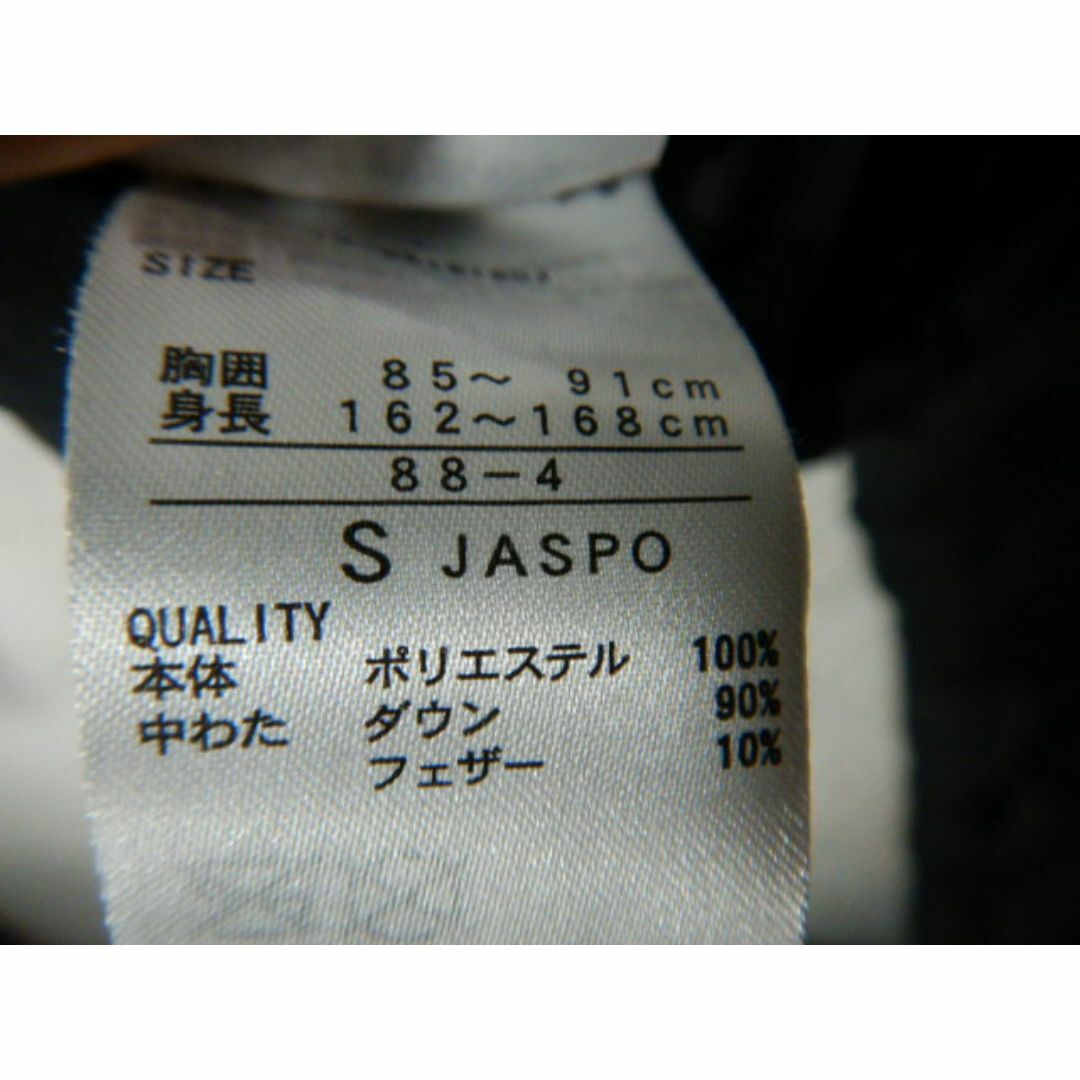 SIZE
胸囲 85～ 91cm
身長 162～168cm
88－4
S JASPO
QUALITY
本体 ポリエステル 100%
中わた ダウン 90%
フェザー 10%